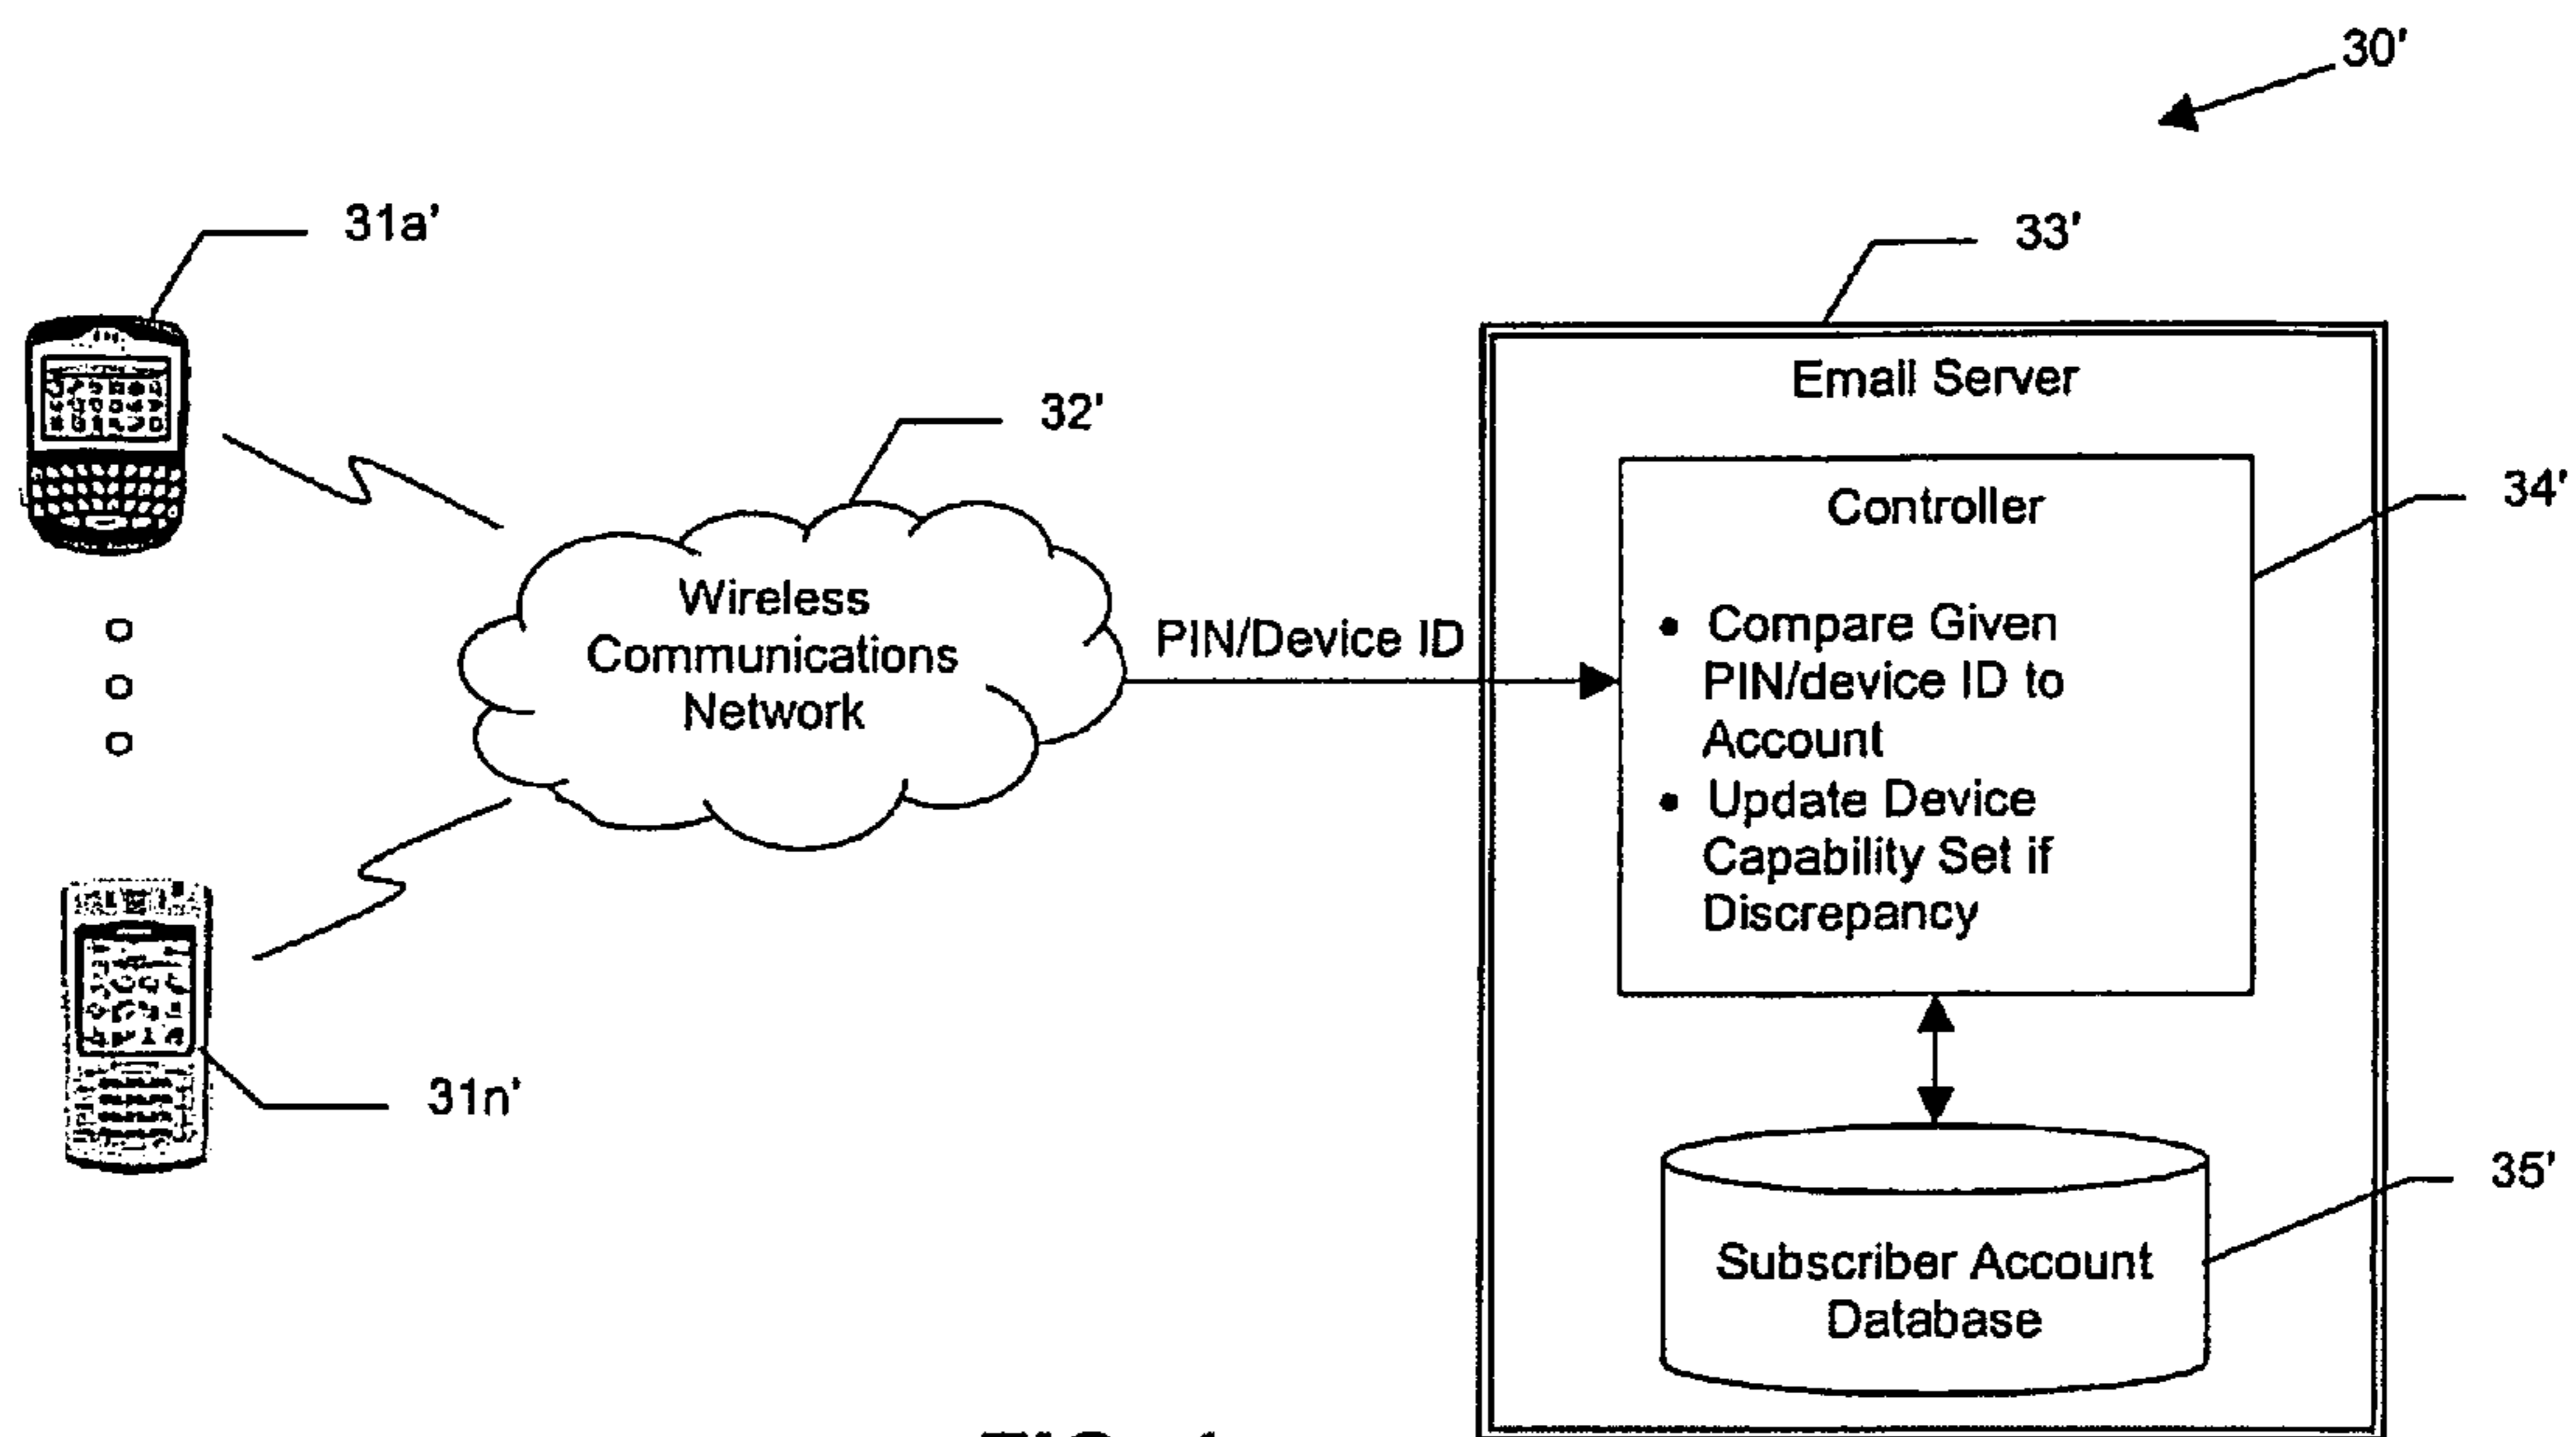 30'
31a'
33'
32'
Email Server
34'
Controller
Wireless
Communications
Network
PIN/Device ID
• Compare Given
PIN/device ID to
Account
• Update Device
Capability Set if
Discrepancy
31n'
35'
Subscriber Account
Database